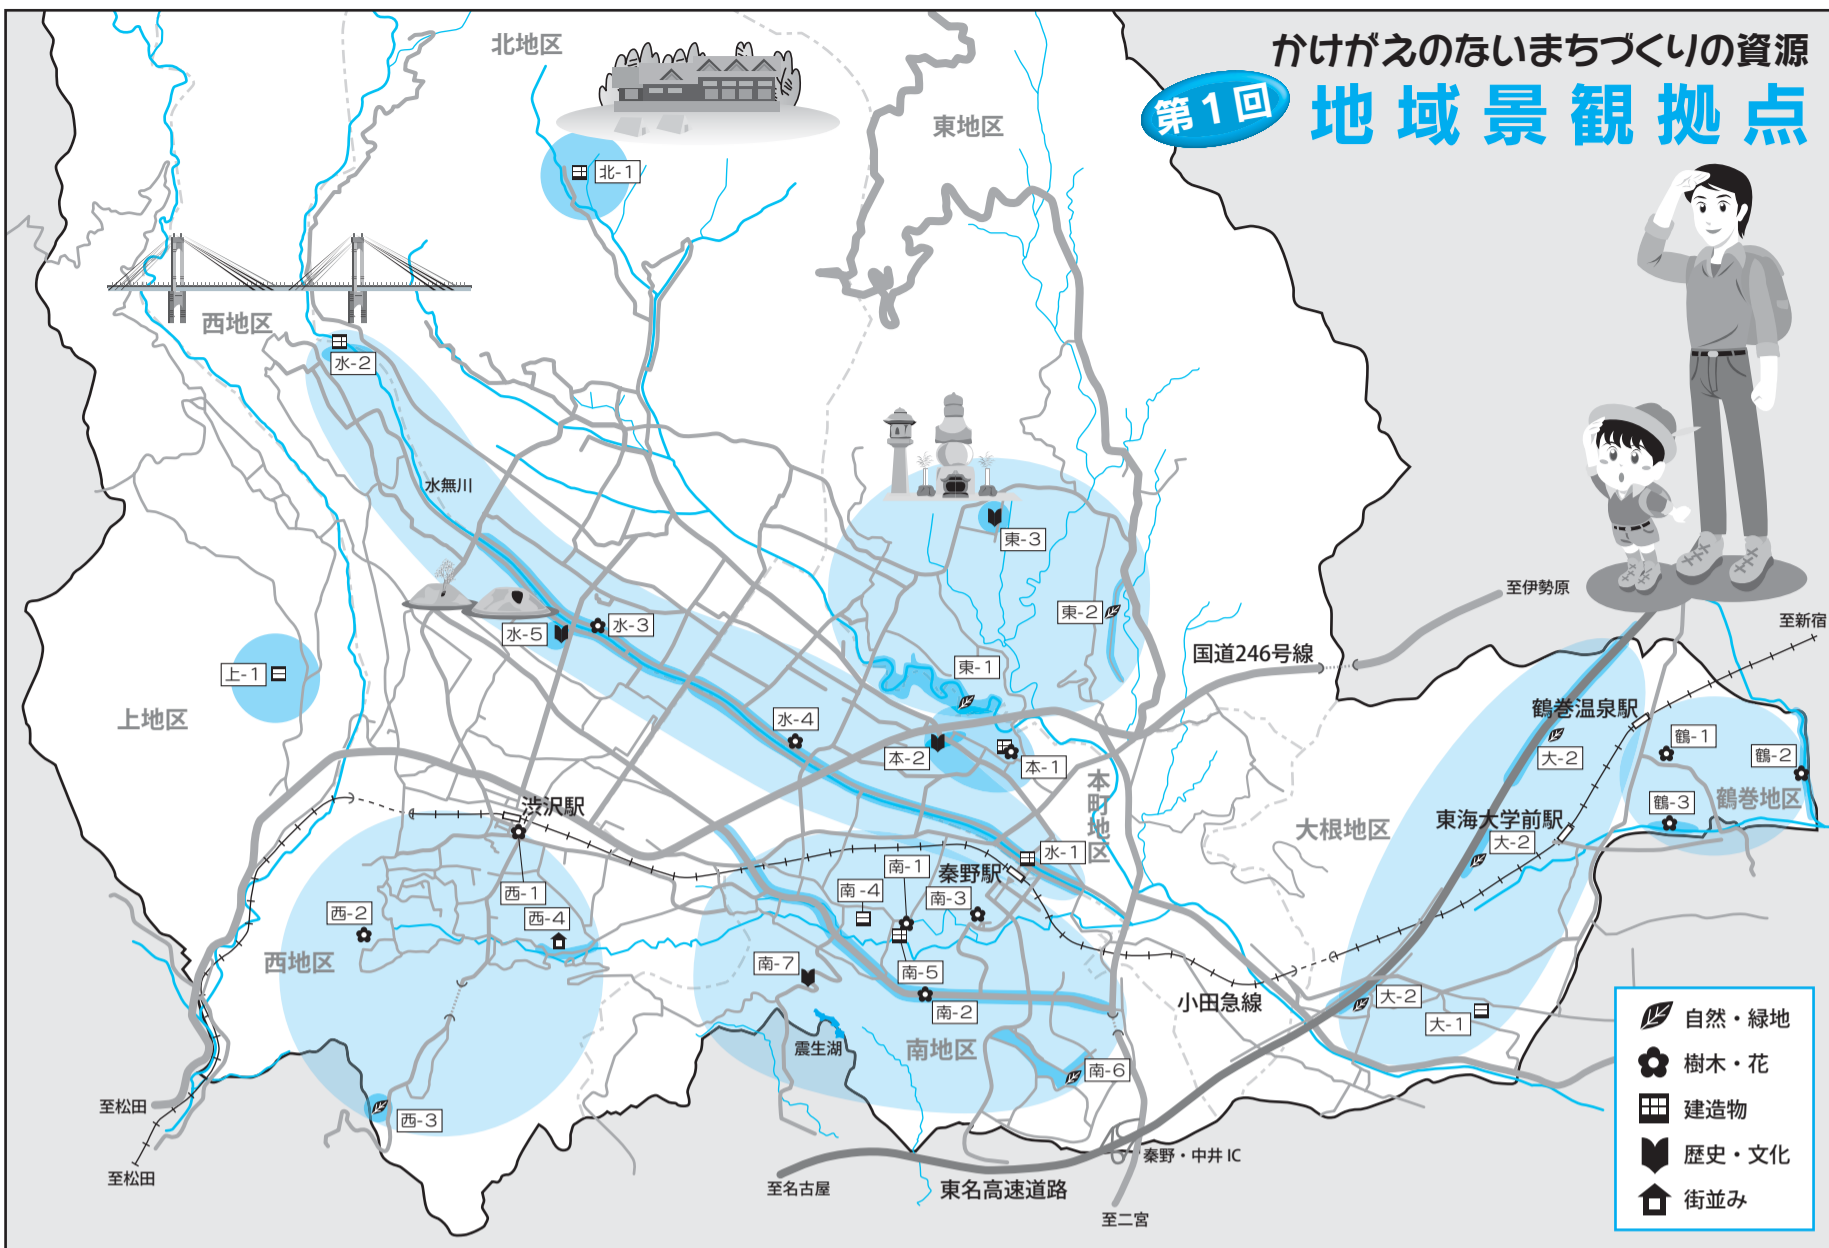 かけがえのないまちづくりの資源
第1回
地域景観拠点
北地区
東地区
北-1
西地区
水-2
水無川
東-3
東-2
至伊勢原
至新宿
国道246号線
水-5
水-3
東-1
上-1
上地区
水-4
本-2
本-1
本町地区
鶴巻温泉駅
大-2
鶴-1
鶴-2
鶴-3
鶴巻地区
渋沢駅
大根地区
東海大学前駅
大-2
水-1
南-1
秦野駅
南-4
南-3
西-1
西-2
西-4
西地区
南-7
南-5
南-2
小田急線
大-2
大-1
震生湖
南地区
南-6
至松田
西-3
至松田
秦野・中井 IC
至名古屋
東名高速道路
至二宮
自然・緑地
樹木・花
建造物
歴史・文化
街並み